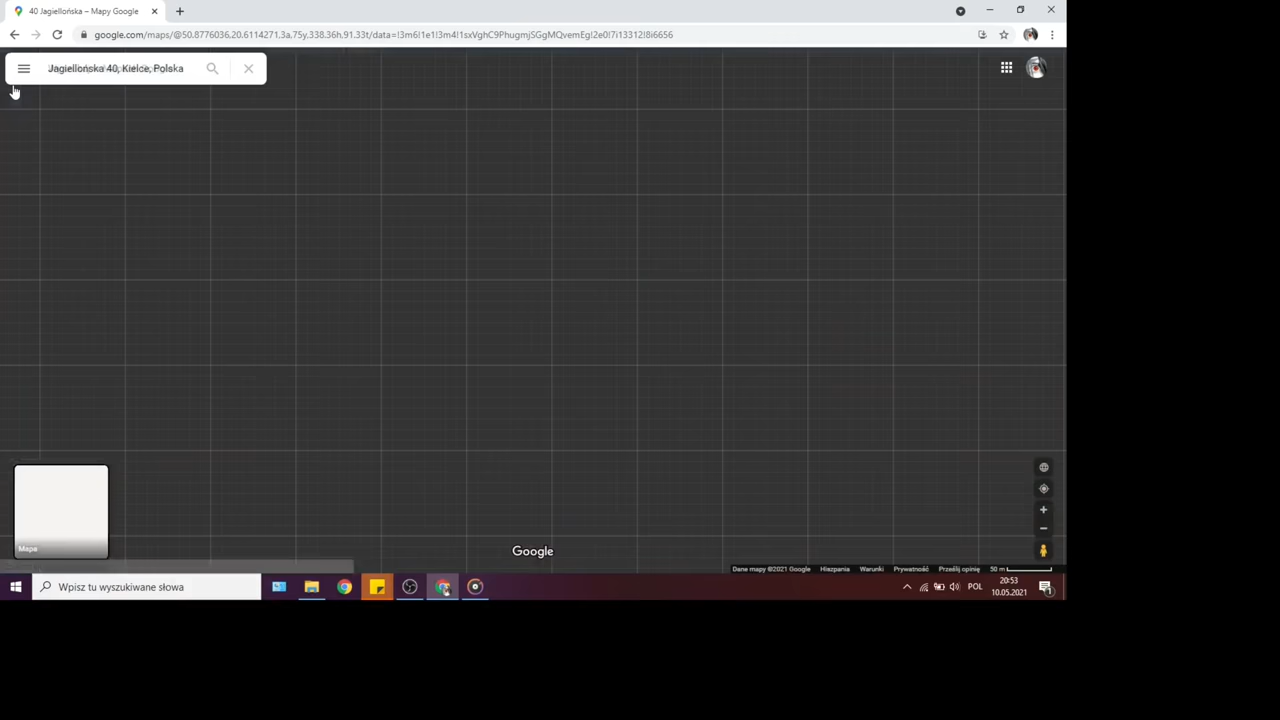 40 Jagiellońska – Mapy Google
google.com/maps/@50.8776036,20.6114271,3a,75y,338.36h,91.33t/data=!3m6!1e1!3m4!1sxVghC9PhugmjSGgMQvemEg!2e0!7i13312!8i6656
Jagiellońska 40, Kielce, Polska
Mapa
Google
Dane mapy ©2021 Google Hiszpania Warunki Prywatność Prześlij opinię 50 m
Wpisz tu wyszukiwane słowa
POL
20:53
10.05.2021
1